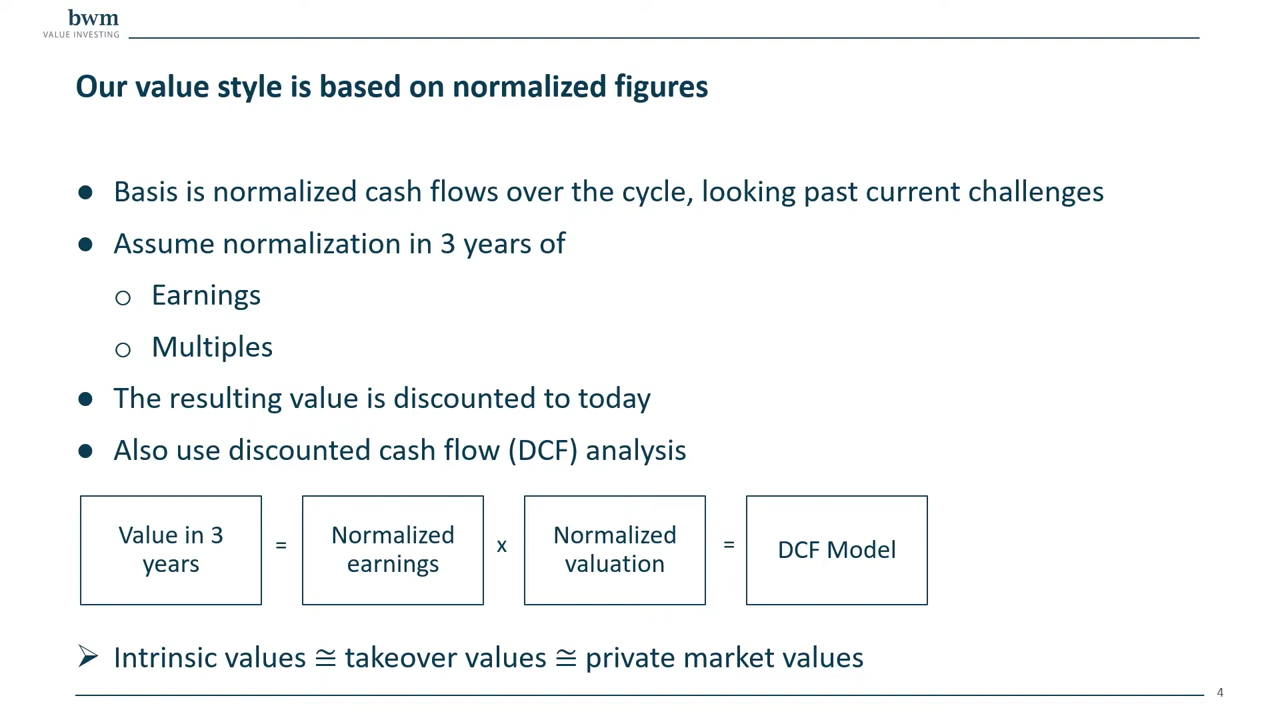 bwm
VALUE INVESTING
Our value style is based on normalized figures
● Basis is normalized cash flows over the cycle, looking past current challenges
● Assume normalization in 3 years of
o Earnings
o Multiples
● The resulting value is discounted to today
● Also use discounted cash flow (DCF) analysis
Value in 3
years
=
Normalized
earnings
x
Normalized
valuation
=
DCF Model
➢ Intrinsic values ≅ takeover values ≅ private market values
4